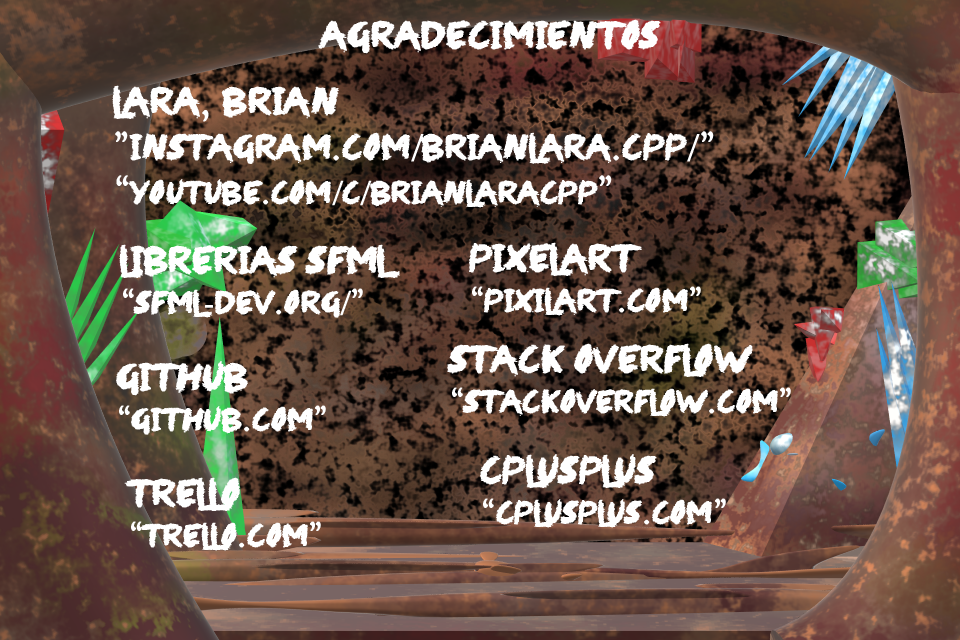 AGRADECIMIENTOS
LARA, BRIAN
"INSTAGRAM.COM/BRIANLARA.CPP/"
"YOUTUBE.COM/C/BRIANLARACPP"
LIBRERIAS SFML
"SFML-DEV.ORG/"
PIXELART
"PIXILART.COM"
GITHUB
"GITHUB.COM"
STACK OVERFLOW
"STACKOVERFLOW.COM"
TRELLO
"TRELLO.COM"
CPLUSPLUS
"CPLUSPLUS.COM"